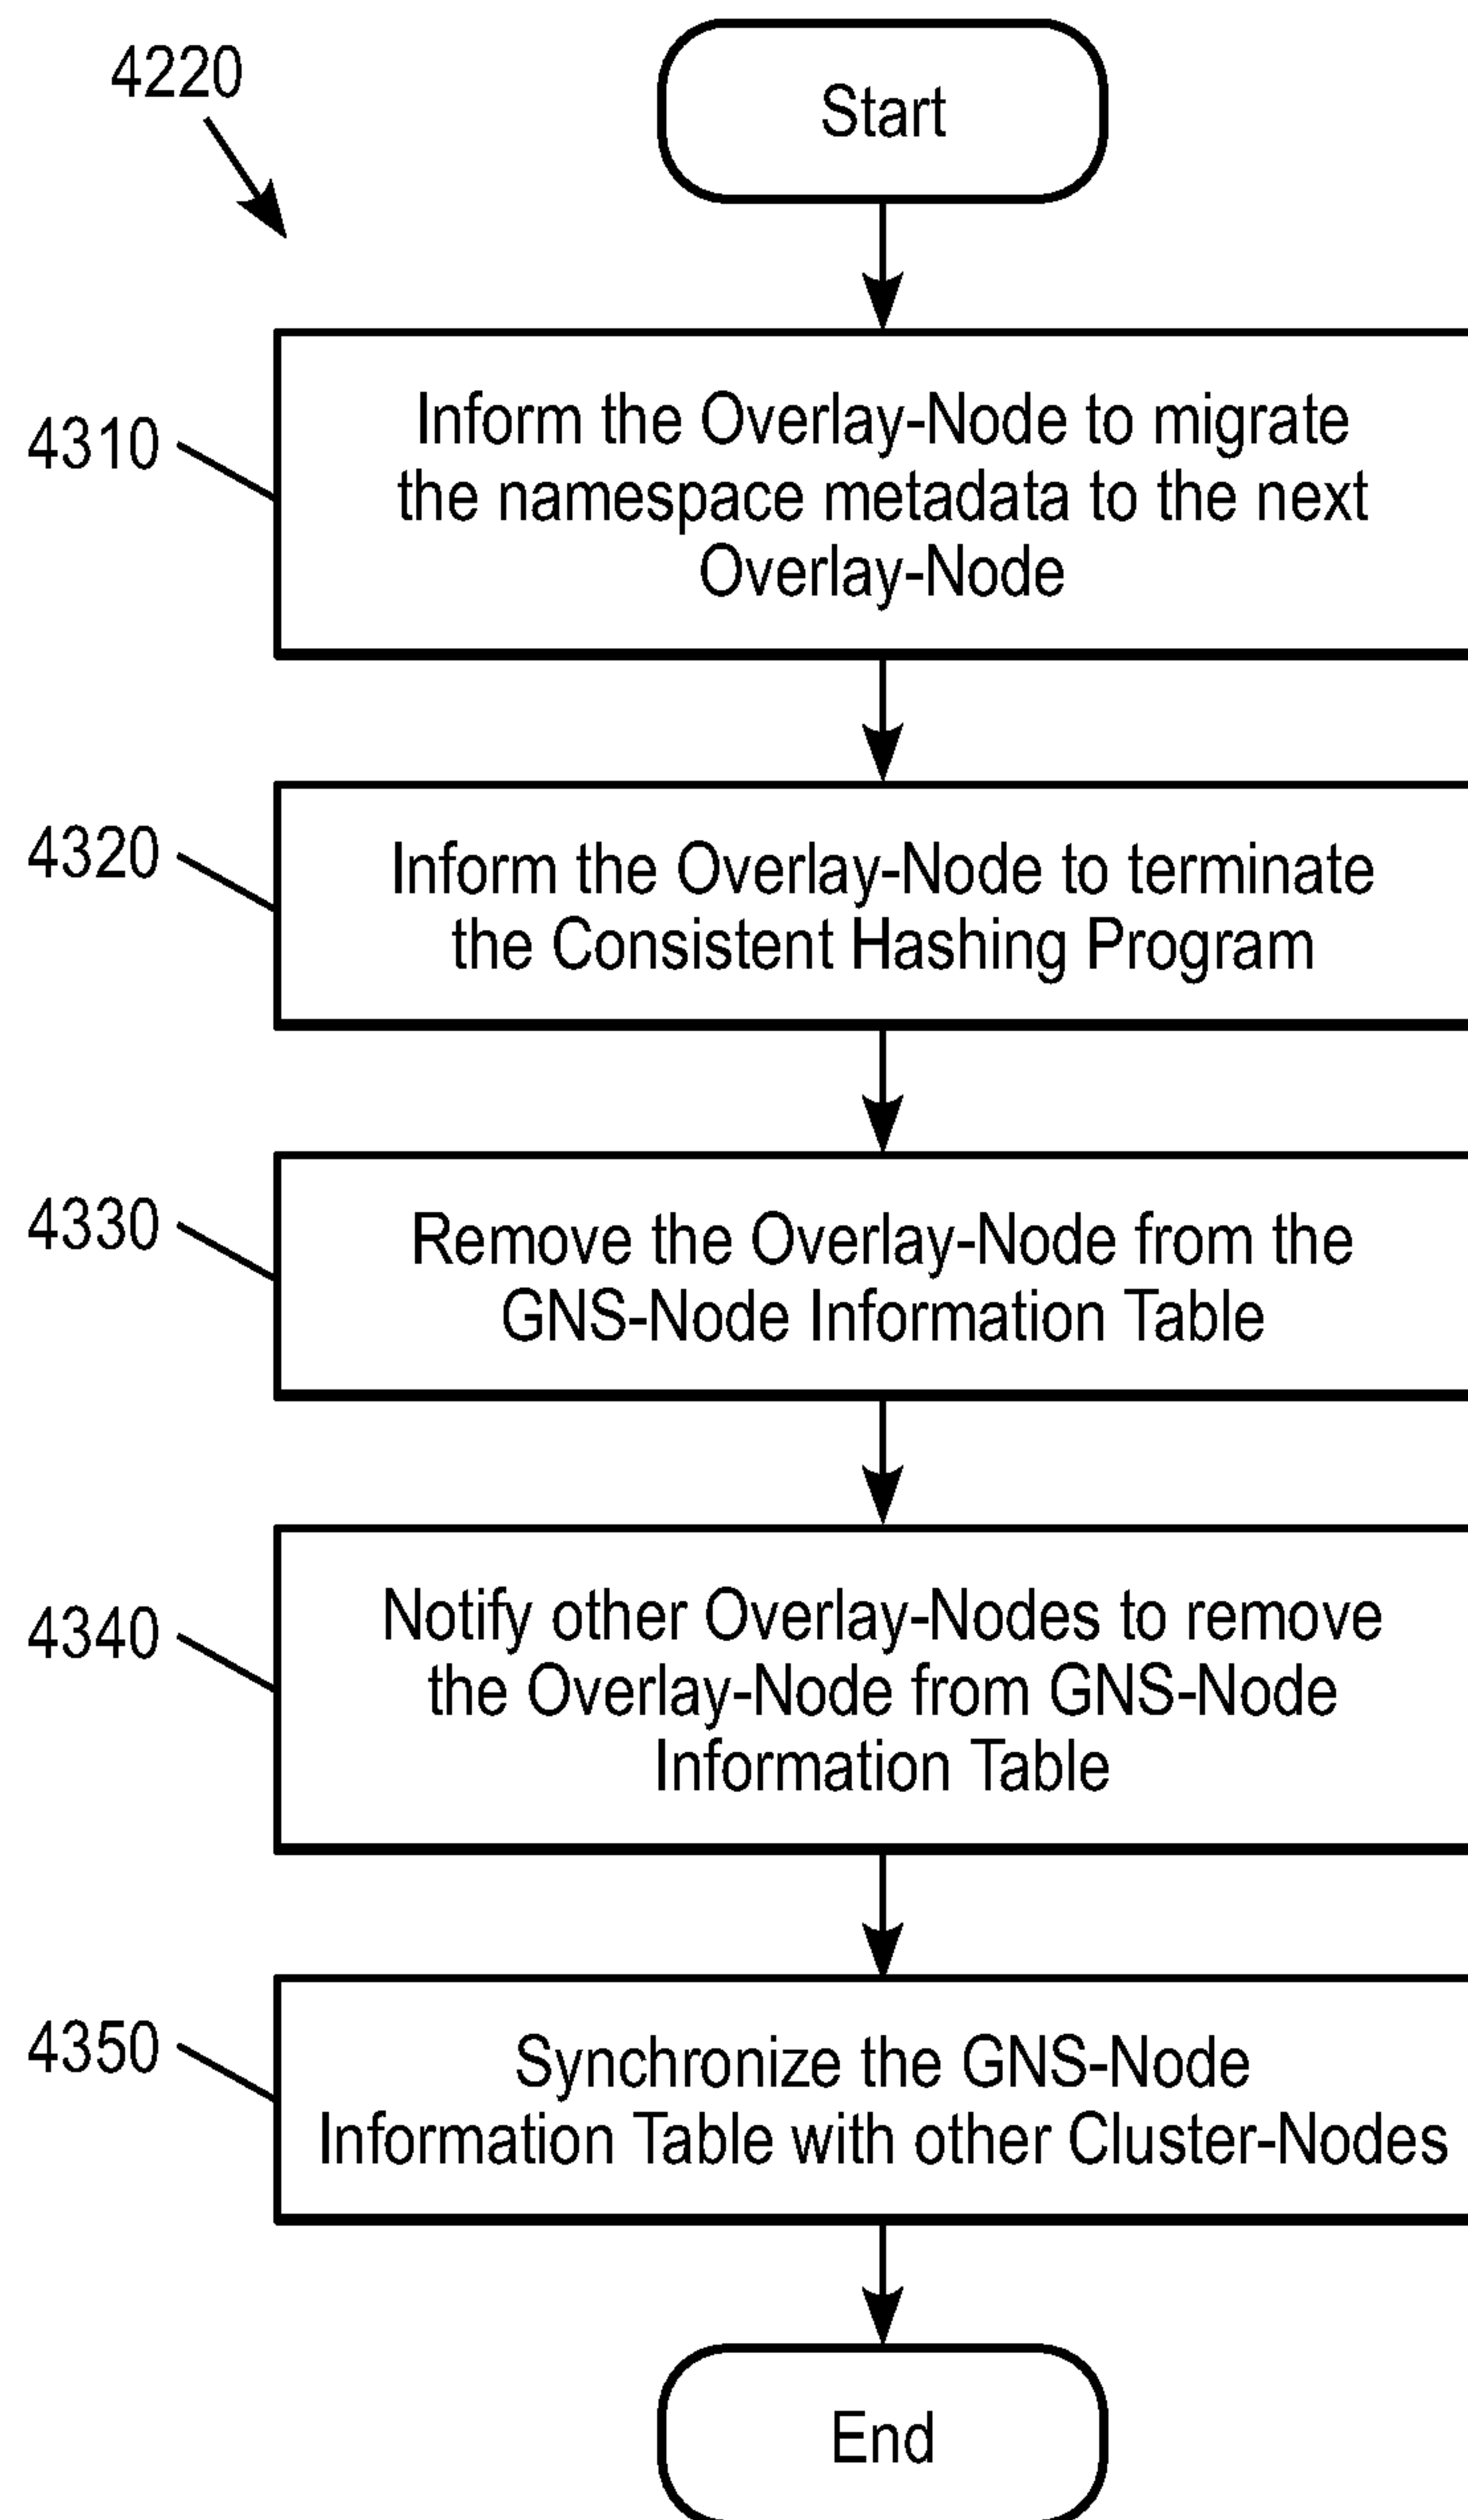 4220
Start
4310
Inform the Overlay-Node to migrate
the namespace metadata to the next
Overlay-Node
4320
Inform the Overlay-Node to terminate
the Consistent Hashing Program
4330
Remove the Overlay-Node from the
GNS-Node Information Table
4340
Notify other Overlay-Nodes to remove
the Overlay-Node from GNS-Node
Information Table
4350
Synchronize the GNS-Node
Information Table with other Cluster-Nodes
End